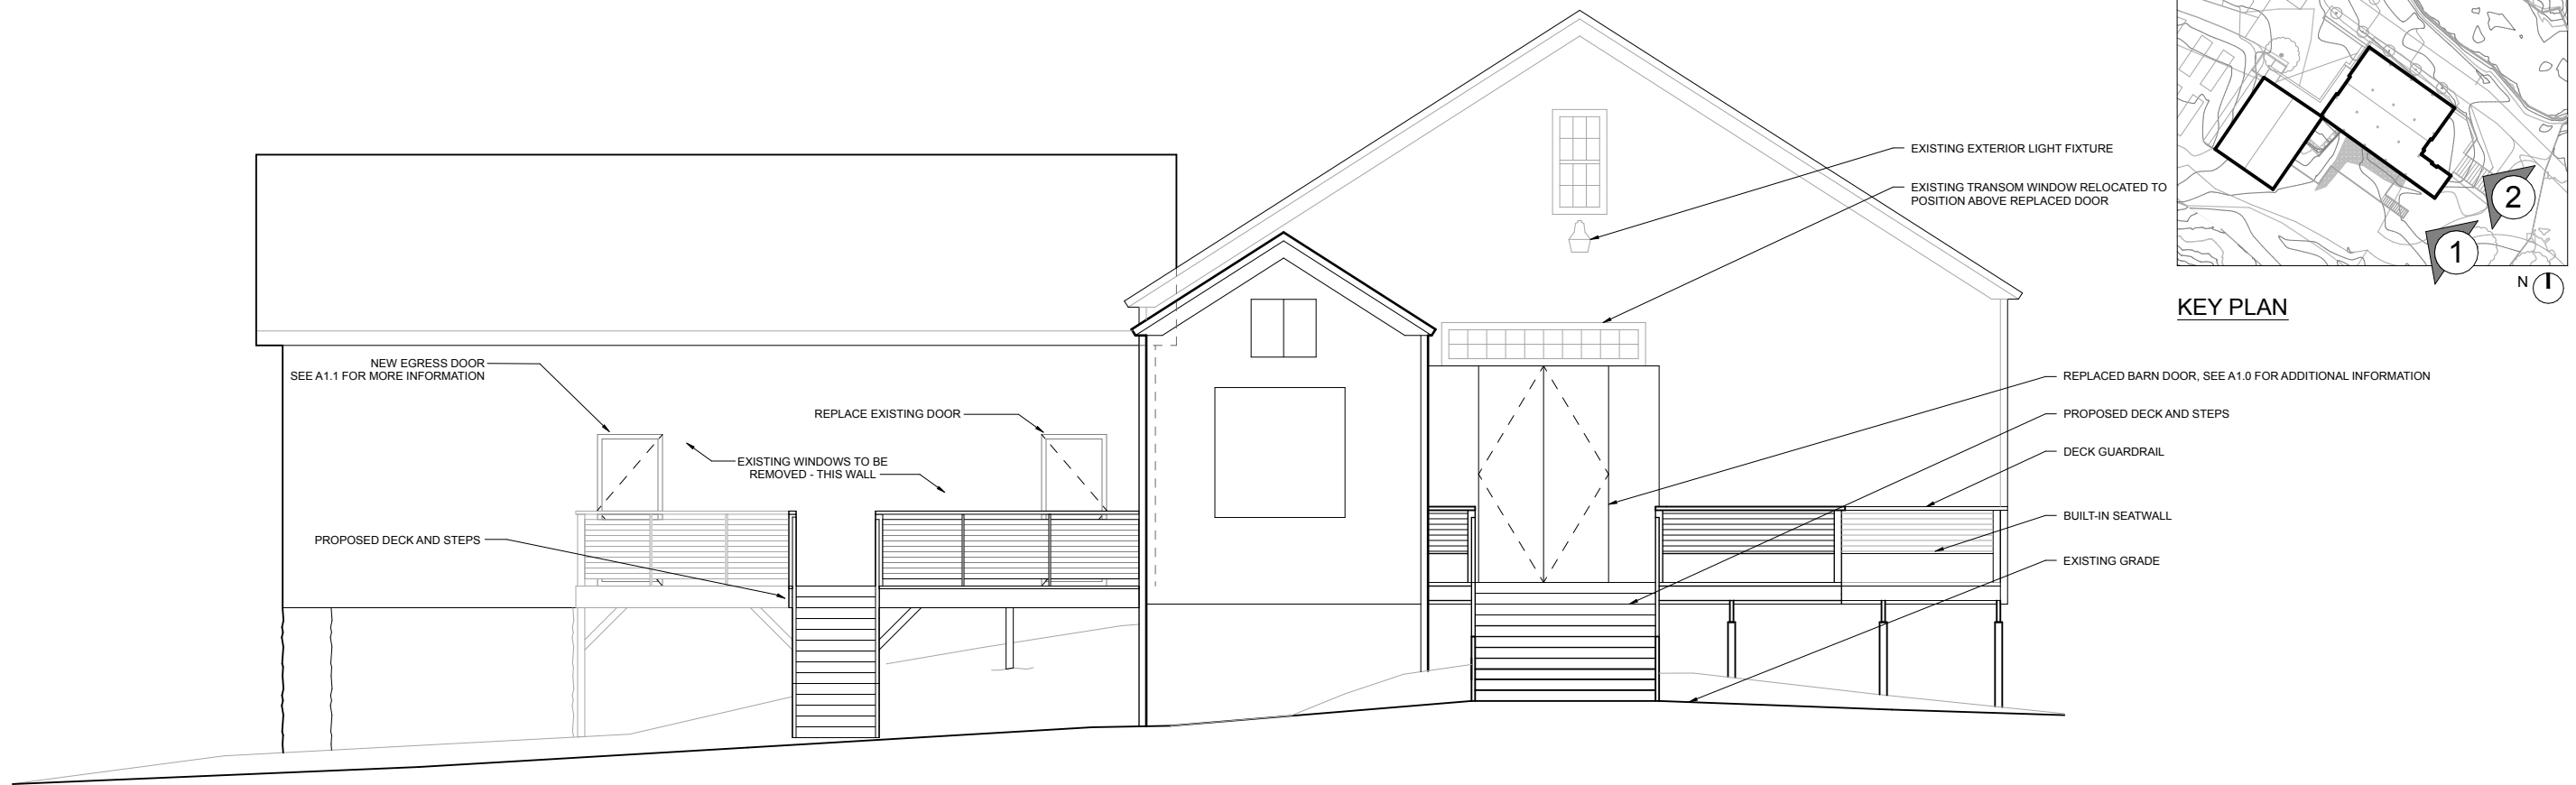 NEW EGRESS DOOR
SEE A1.1 FOR MORE INFORMATION
REPLACE EXISTING DOOR
EXISTING WINDOWS TO BE
REMOVED - THIS WALL
PROPOSED DECK AND STEPS
EXISTING EXTERIOR LIGHT FIXTURE
EXISTING TRANSOM WINDOW RELOCATED TO
POSITION ABOVE REPLACED DOOR
REPLACED BARN DOOR, SEE A1.0 FOR ADDITIONAL INFORMATION
PROPOSED DECK AND STEPS
DECK GUARDRAIL
BUILT-IN SEATWALL
EXISTING GRADE
2
1
N
KEY PLAN